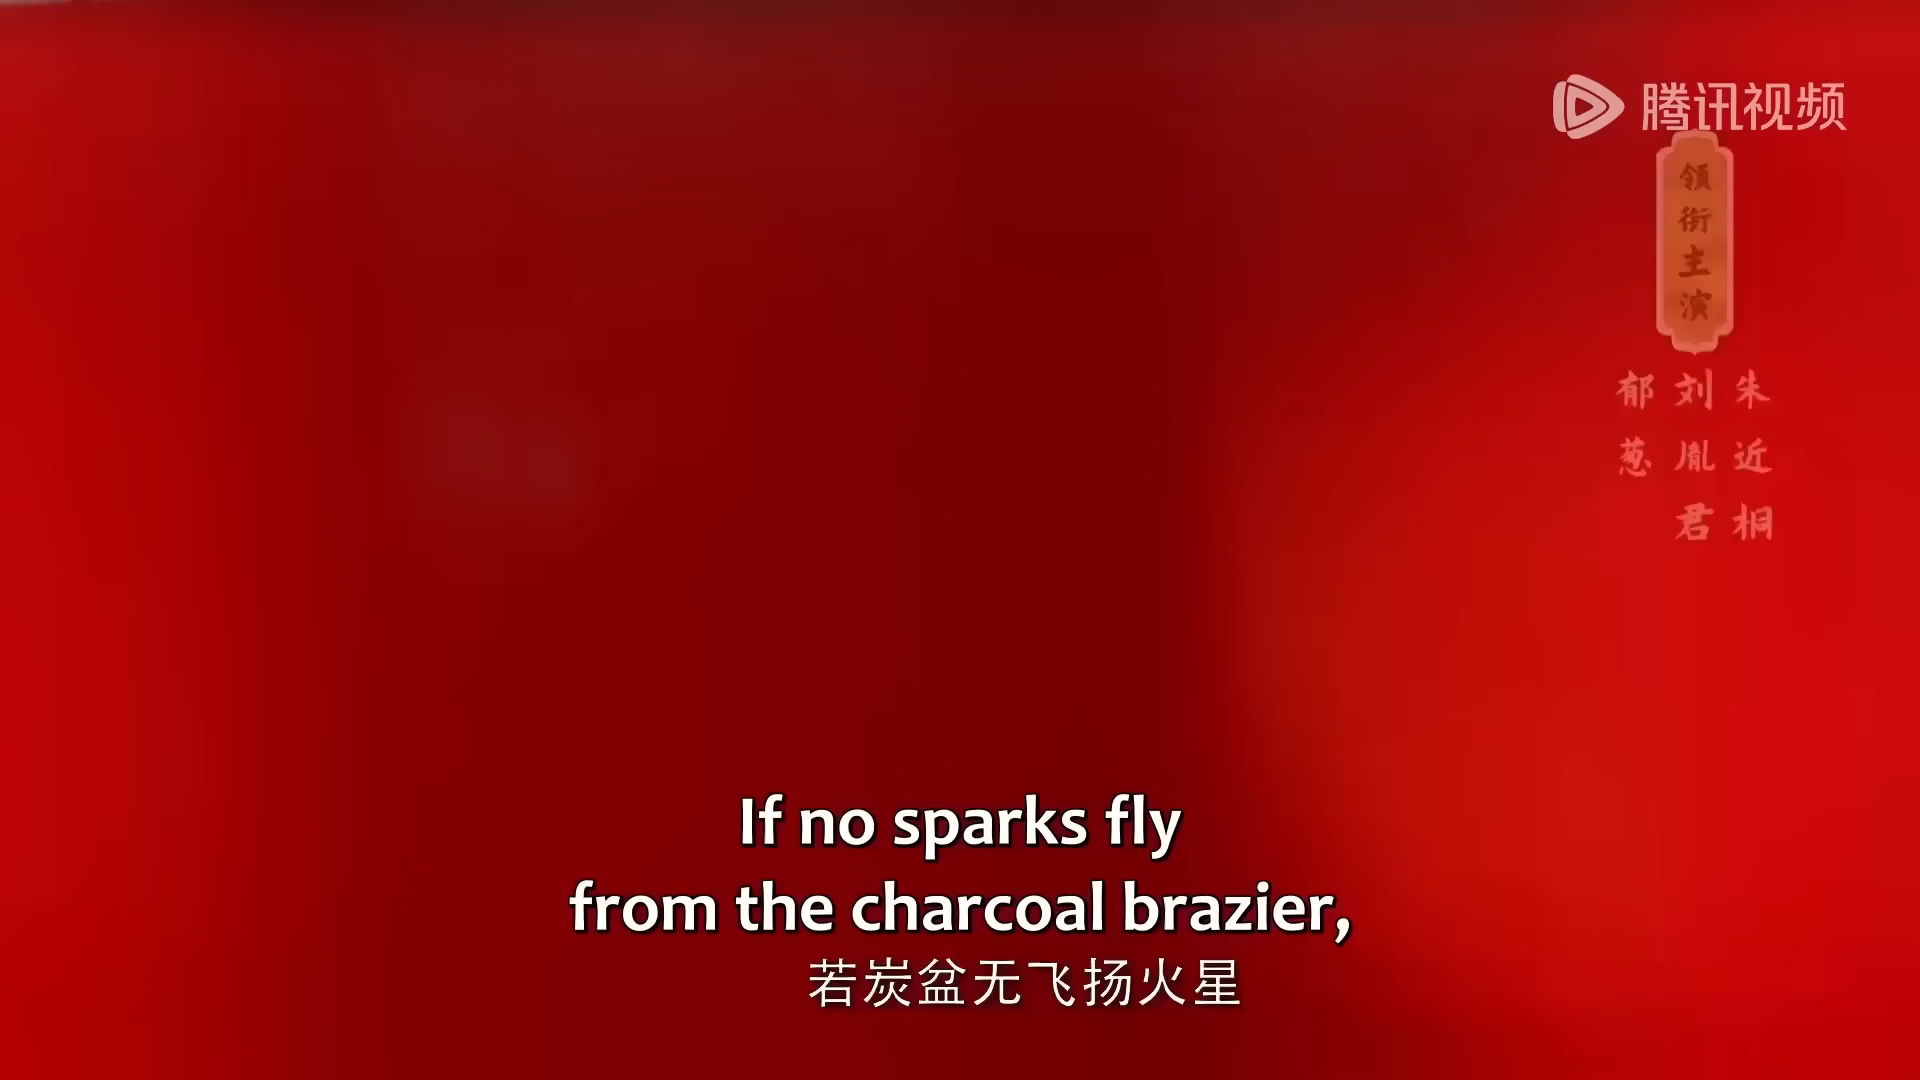 腾讯视频
领衔主演
朱近桐
刘胤君
郁葱
If no sparks fly
from the charcoal brazier,
若炭盆无飞扬火星